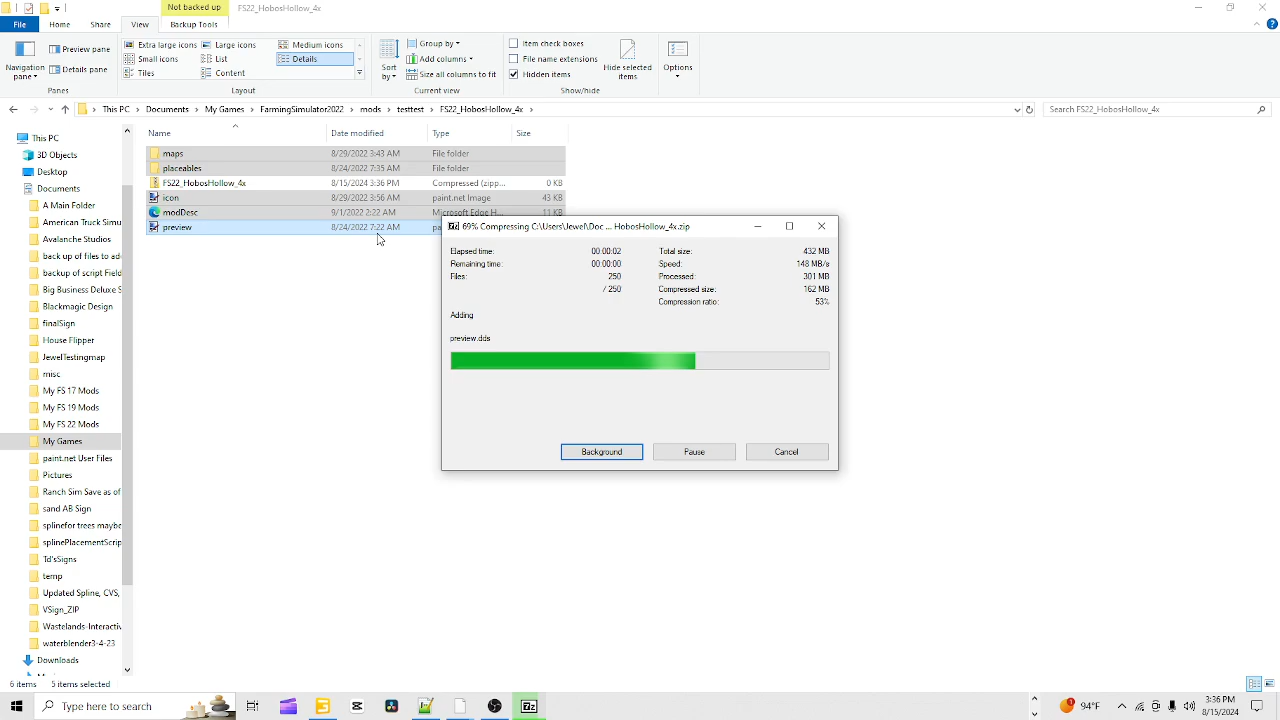 Not backed up
FS22_HobosHollow_4x
File
Home
Share
View
Backup Tools
Navigation pane
Preview pane
Details pane
Panes
Extra large icons
Large icons
Medium icons
Small icons
List
Details
Tiles
Content
Layout
Sort by
Group by
Add columns
Size all columns to fit
Current view
Item check boxes
File name extensions
Hidden items
Hide selected items
Show/hide
Options
This PC > Documents > My Games > FarmingSimulator2022 > mods > testtest > FS22_HobosHollow_4x >
Search FS22_HobosHollow_4x
This PC
3D Objects
Desktop
Documents
A Main Folder
American Truck Simu
Avalanche Studios
back up of files to ad
backup of script Field
Big Business Deluxe S
Blackmagic Design
finalSign
House Flipper
JewelTestingmap
misc
My FS 17 Mods
My FS 19 Mods
My FS 22 Mods
My Games
paint.net User Files
Pictures
Ranch Sim Save as of
sand AB Sign
splinefor trees maybe
splinePlacementScrip
Td'sSigns
temp
Updated Spline, CVS,
VSign_ZIP
Wastelands-Interactiv
waterblender3-4-23
Downloads
Name Date modified Type Size
maps 8/29/2022 3:43 AM File folder
placeables 8/24/2022 7:35 AM File folder
FS22_HobosHollow_4x 8/15/2024 3:36 PM Compressed (zipp... 0 KB
icon 8/29/2022 3:56 AM paint.net Image 43 KB
modDesc 9/1/2022 2:22 AM Microsoft Edge H... 11 KB
preview 8/24/2022 7:22 AM pa
69% Compressing C:\Users\Jewel\Doc ... HobosHollow_4x.zip
Elapsed time: 00:00:02
Remaining time: 00:00:00
Files: 250
/ 250
Total size: 432 MB
Speed: 148 MB/s
Processed: 301 MB
Compressed size: 162 MB
Compression ratio: 53%
Adding
preview.dds
Background
Pause
Cancel
6 items 5 items selected
Type here to search
7z
94°F
3:36 PM
8/15/2024